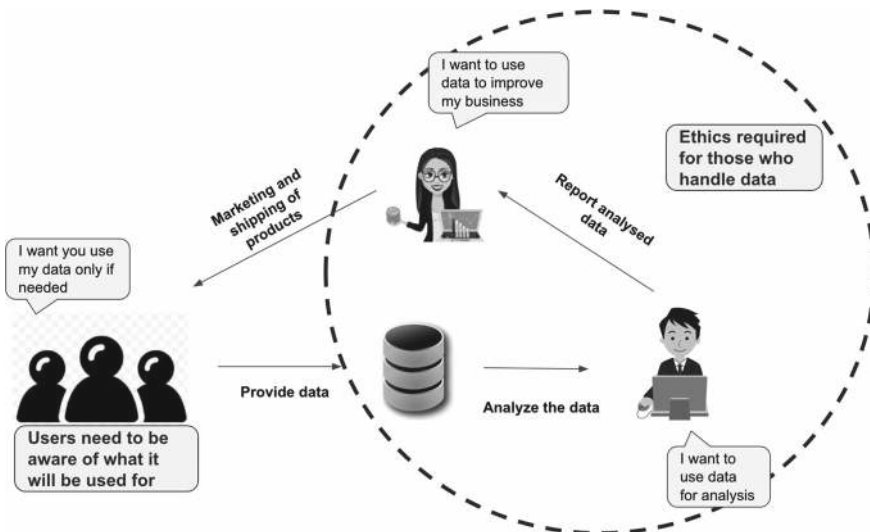 I want to use
data to improve
my business
Ethics required
for those who
handle data
Marketing and
shipping of
products
Report analysed
data
I want you use
my data only if
needed
Provide data
Analyze the data
Users need to be
aware of what it
will be used for
I want to
use data
for analysis